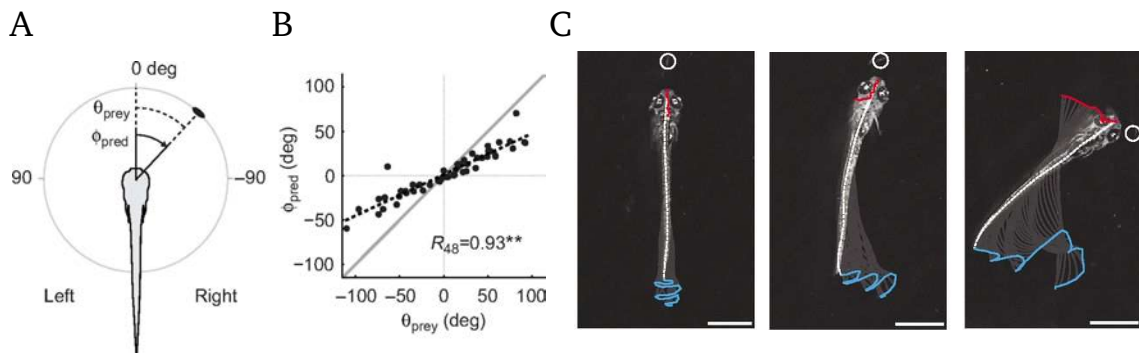 A
B
C
0 deg
θprey
ϕpred
90
−90
Left
Right
100
50
0
−50
−100
ϕpred (deg)
R48=0.93**
−100
−50
0
50
100
θprey (deg)